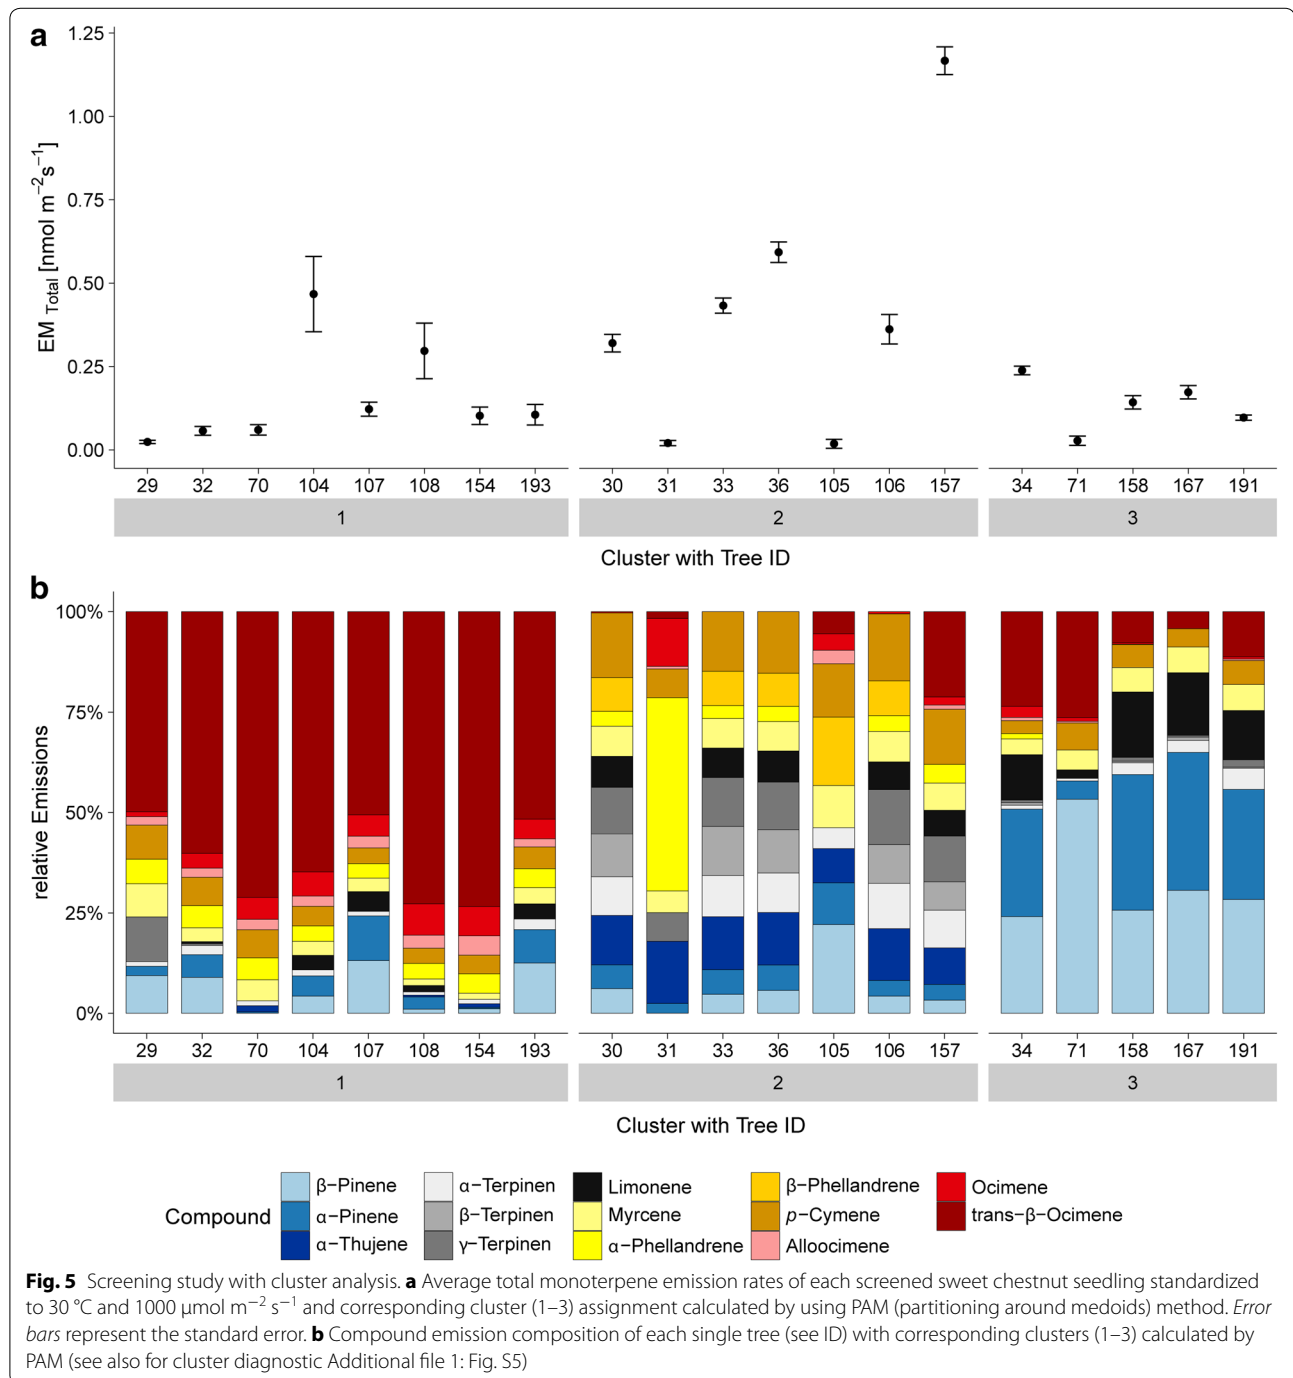 a
1.25
1.00
0.75
0.50
0.25
0.00
EM Total [nmol m−2s−1]
29 32 70 104 107 108 154 193 30 31 33 36 105 106 157 34 71 158 167 191
1 2 3
Cluster with Tree ID
b
100%
75%
50%
25%
0%
relative Emissions
29 32 70 104 107 108 154 193 30 31 33 36 105 106 157 34 71 158 167 191
1 2 3
Cluster with Tree ID
Compound
β−Pinene α−Terpinen Limonene β−Phellandrene Ocimene
α−Pinene β−Terpinen Myrcene p−Cymene trans−β−Ocimene
α−Thujene γ−Terpinen α−Phellandrene Alloocimene
Fig. 5 Screening study with cluster analysis. a Average total monoterpene emission rates of each screened sweet chestnut seedling standardized
to 30 °C and 1000 µmol m−2 s−1 and corresponding cluster (1–3) assignment calculated by using PAM (partitioning around medoids) method. Error
bars represent the standard error. b Compound emission composition of each single tree (see ID) with corresponding clusters (1–3) calculated by
PAM (see also for cluster diagnostic Additional file 1: Fig. S5)